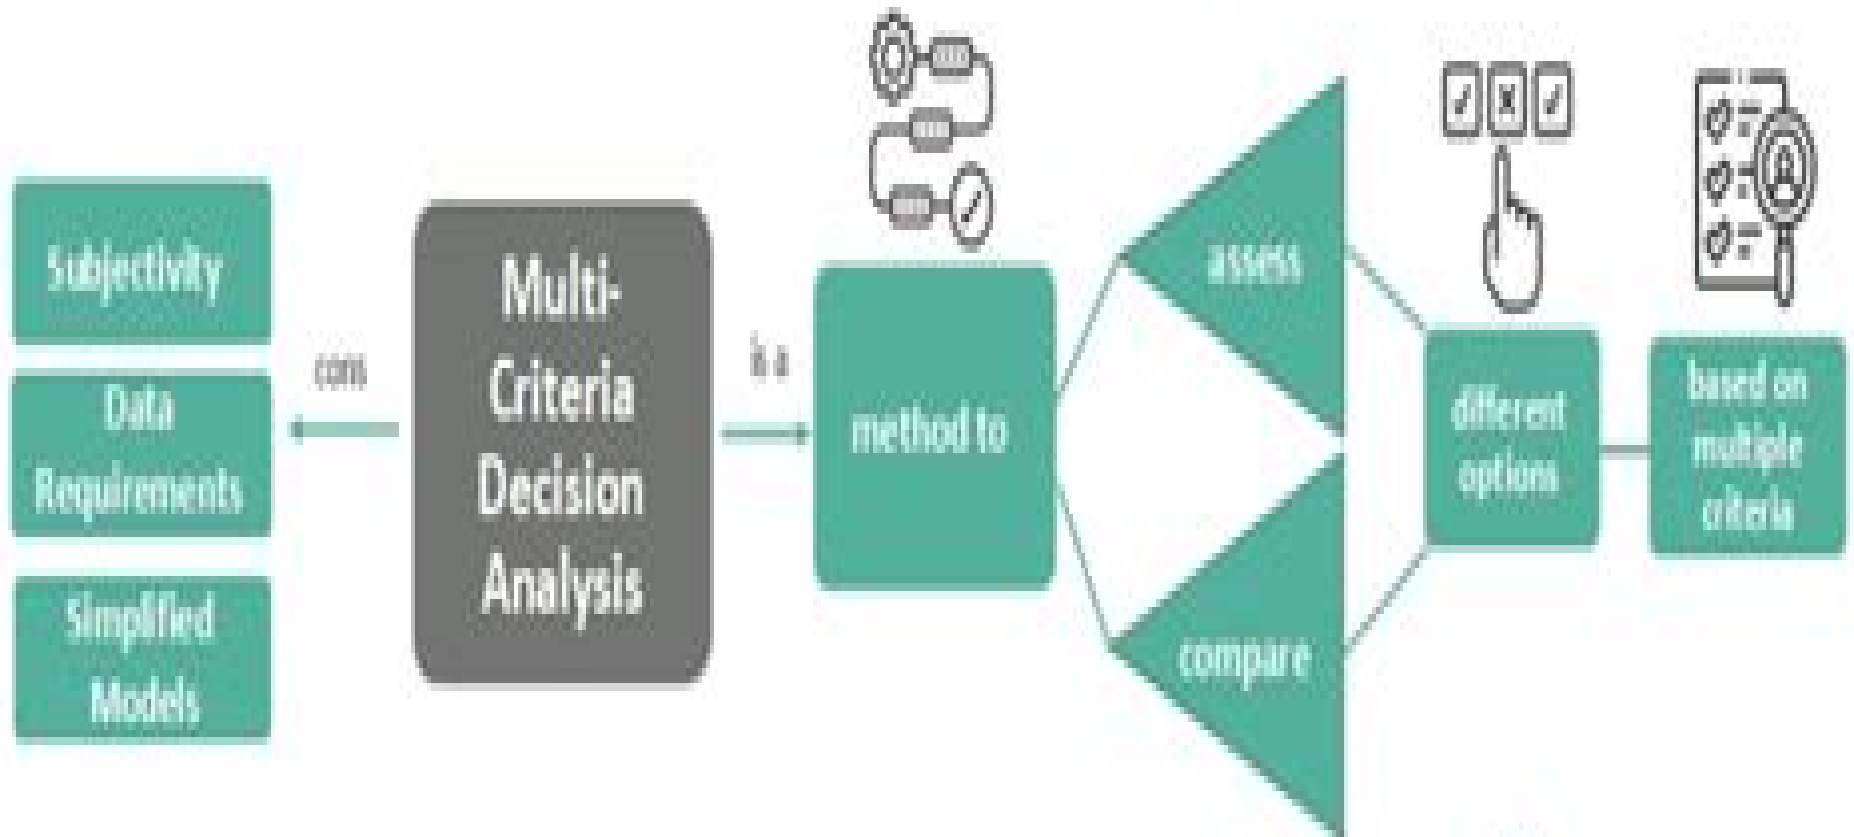 Subjectivity
Data
Requirements
Simplified
Models
cons
Multi-
Criteria
Decision
Analysis
is a
method to
assess
compare
different
options
based on
multiple
criteria